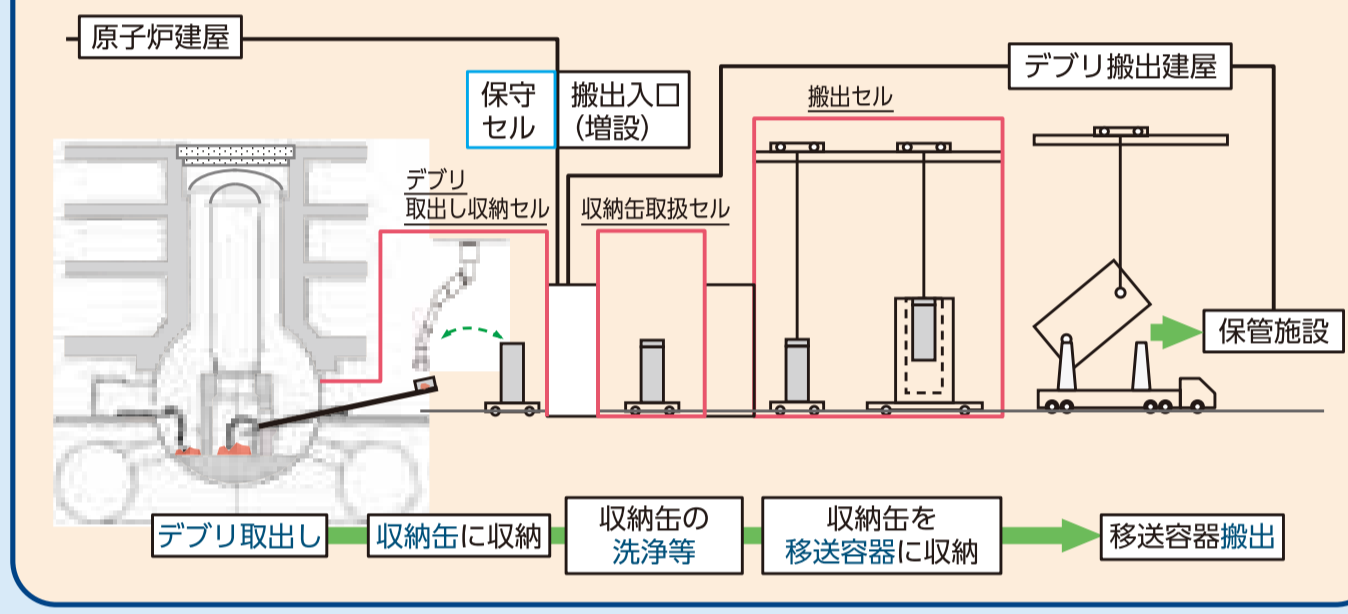 原子炉建屋
保守
セル
搬出入口
(増設)
デブリ搬出建屋
搬出セル
デブリ
取出し収納セル
収納缶取扱セル
保管施設
デブリ取出し
収納缶に収納
収納缶の
洗浄等
収納缶を
移送容器に収納
移送容器搬出